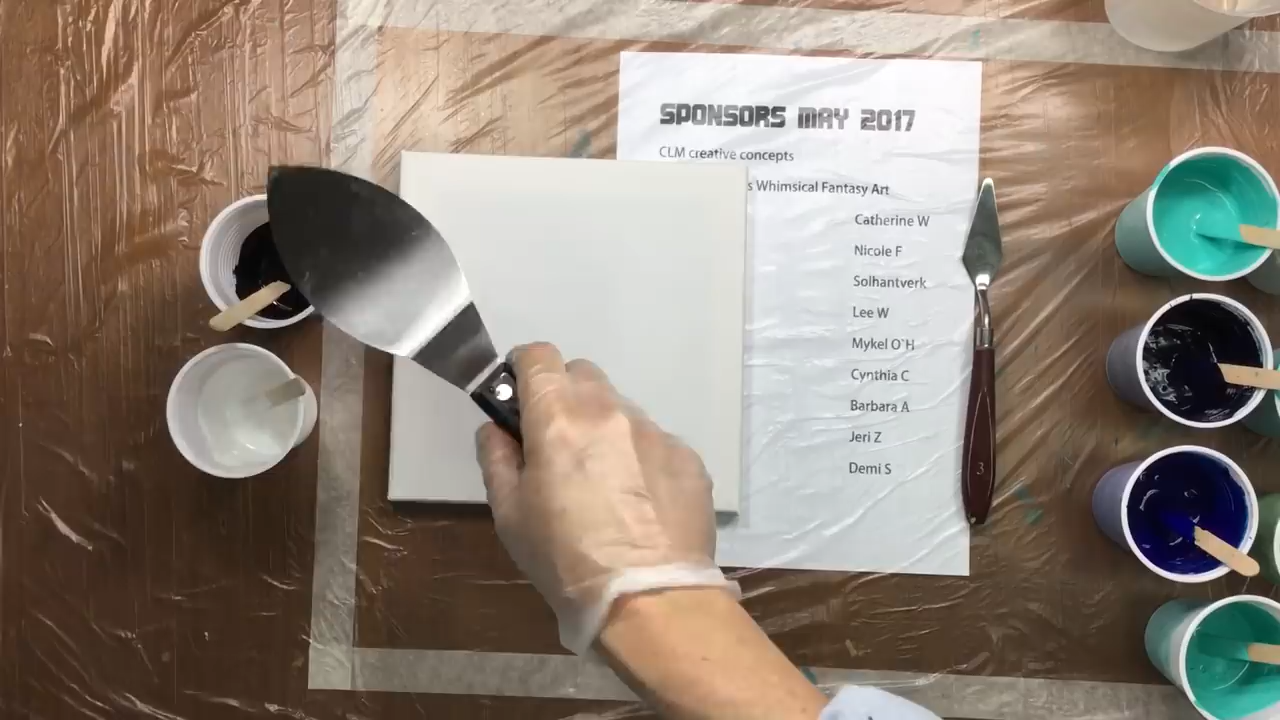 SPONSORS MAY 2017
CLM creative concepts
s Whimsical Fantasy Art
Catherine W
Nicole F
Solhantverk
Lee W
Mykel O`H
Cynthia C
Barbara A
Jeri Z
Demi S
3